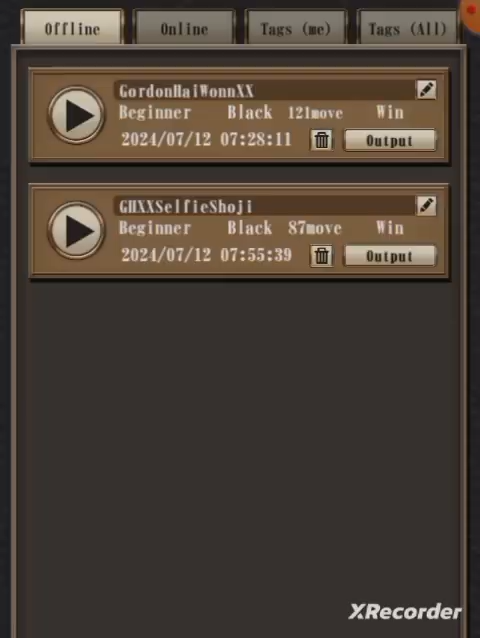 Offline Online Tags (me) Tags (All)
GordonHaiWonnXX
Beginner Black 121move Win
2024/07/12 07:28:11 Output
GHXXSelfieShoji
Beginner Black 87move Win
2024/07/12 07:55:39 Output
XRecorder